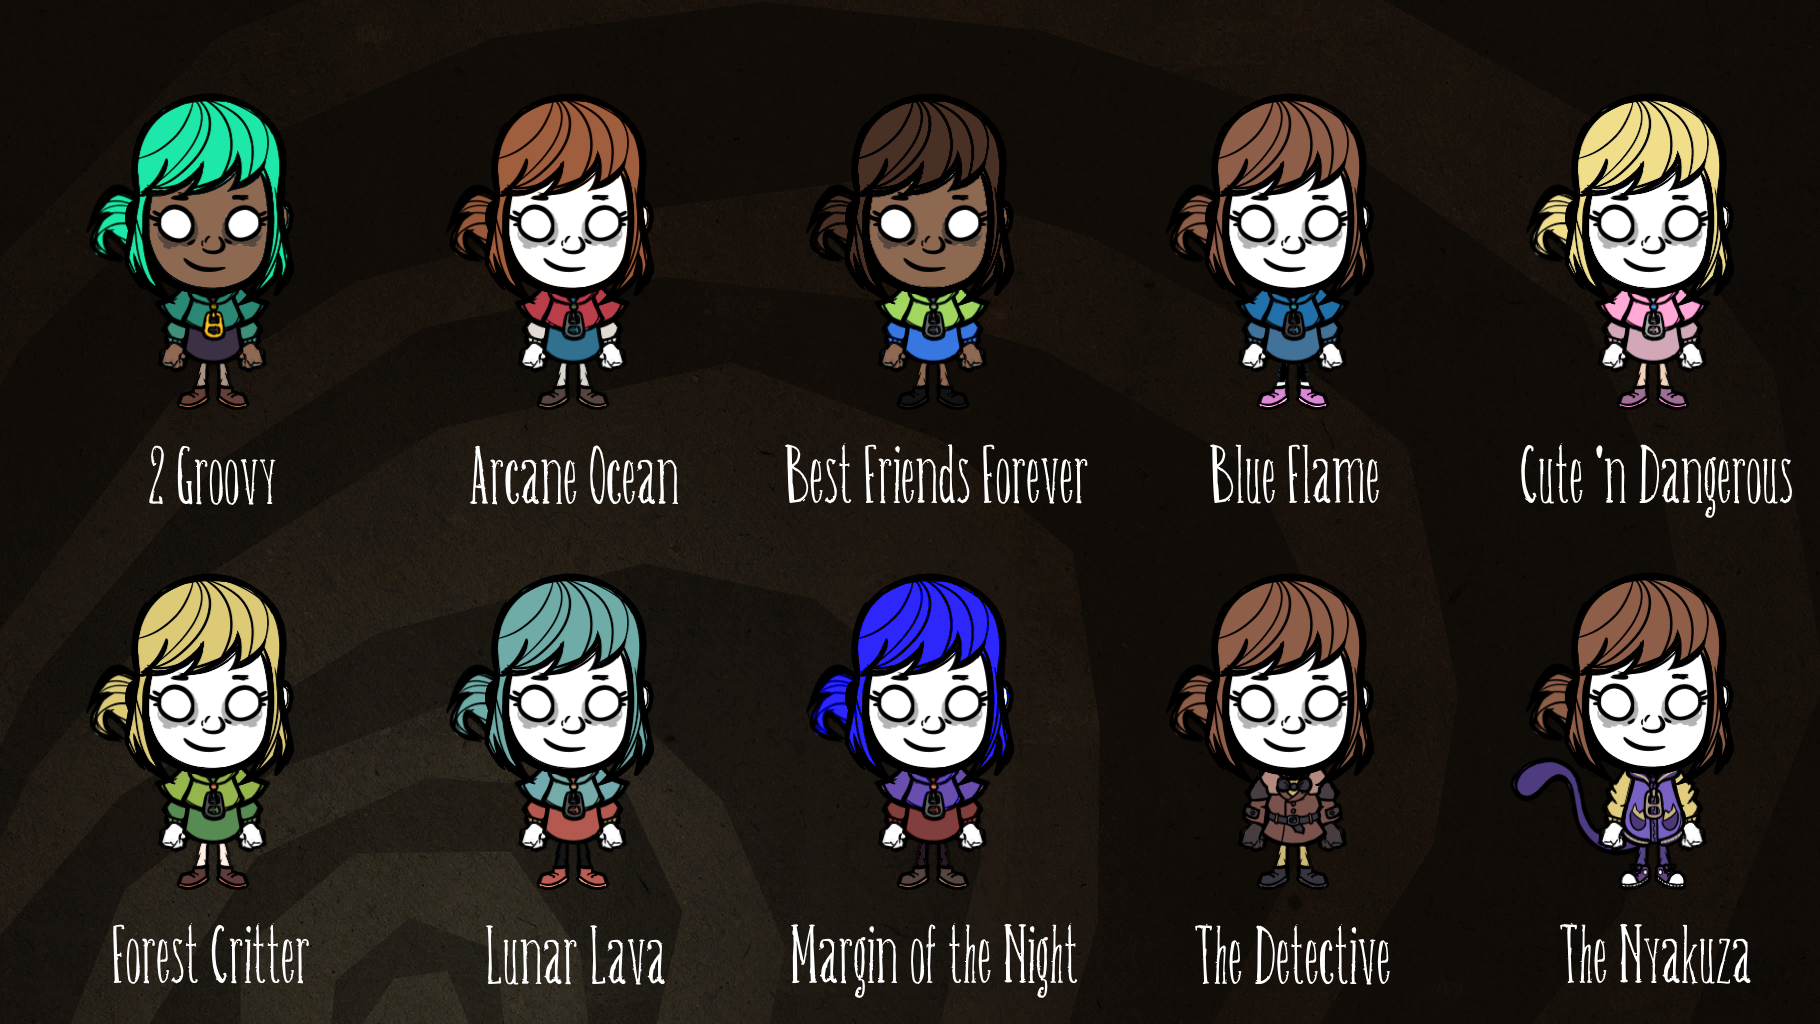 2 Groovy
Arcane Ocean
Best Friends Forever
Blue Flame
Cute 'n Dangerous
Forest Critter
Lunar Lava
Margin of the Night
The Detective
The Nyakuza